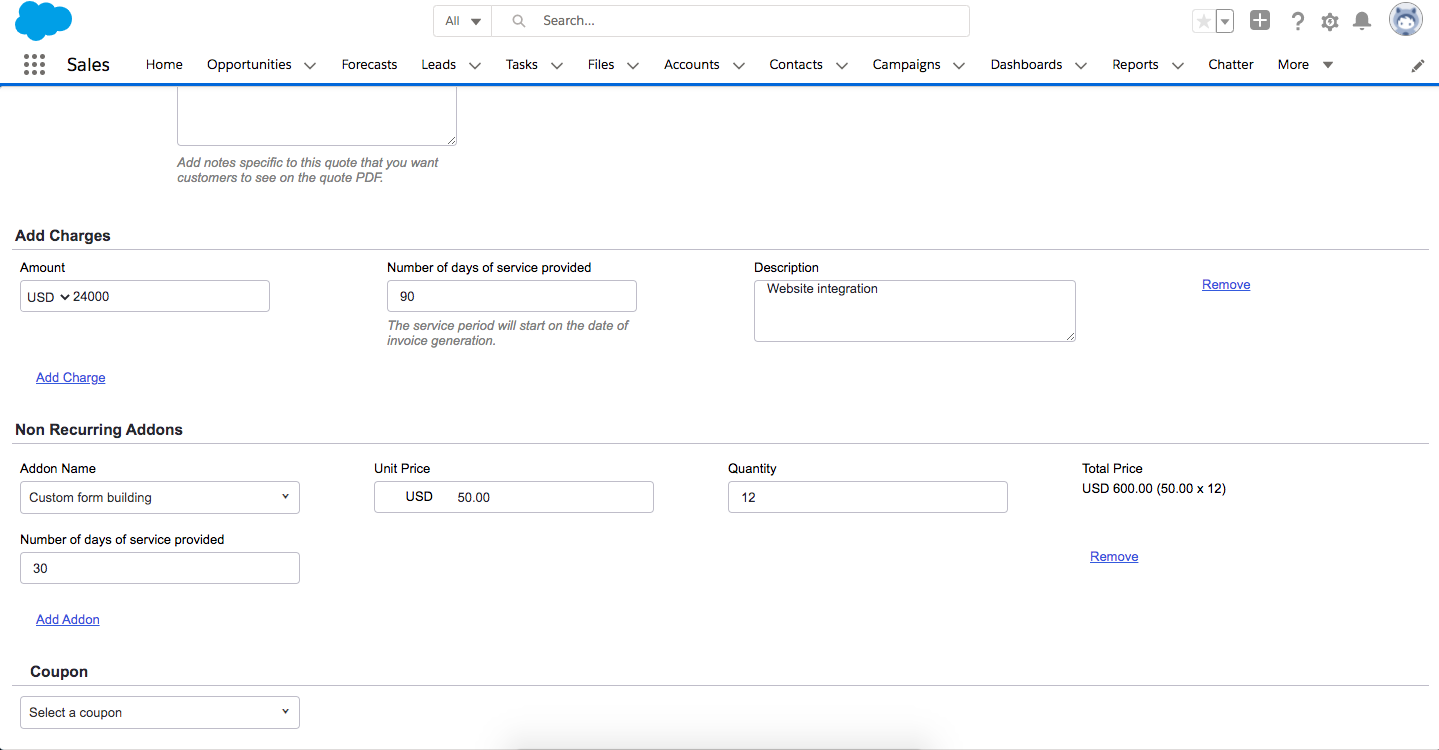 All
Search...
Sales
Home
Opportunities
Forecasts
Leads
Tasks
Files
Accounts
Contacts
Campaigns
Dashboards
Reports
Chatter
More
Add notes specific to this quote that you want
customers to see on the quote PDF.
Add Charges
Amount
Number of days of service provided
Description
USD 24000
90
Website integration
Remove
The service period will start on the date of
invoice generation.
Add Charge
Non Recurring Addons
Addon Name
Unit Price
Quantity
Total Price
Custom form building
USD 50.00
12
USD 600.00 (50.00 x 12)
Number of days of service provided
30
Remove
Add Addon
Coupon
Select a coupon